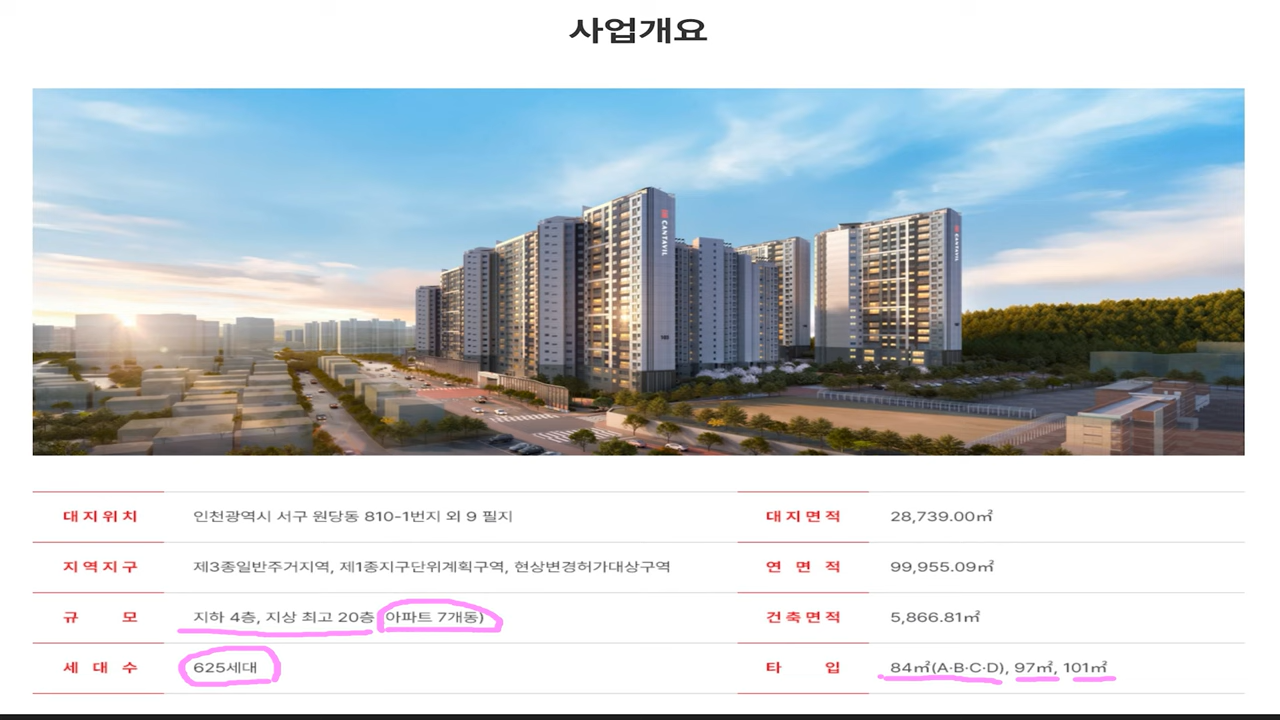 사업개요
CANTAVIL
CANTAVIL
대지위치 인천광역시 서구 원당동 810-1번지 외 9 필지 대지면적 28,739.00㎡
지역지구 제3종일반주거지역, 제1종지구단위계획구역, 현상변경허가대상구역 연면적 99,955.09㎡
규모 지하 4층, 지상 최고 20층 (아파트 7개동) 건축면적 5,866.81㎡
세대수 625세대 타입 84㎡(A·B·C·D), 97㎡, 101㎡